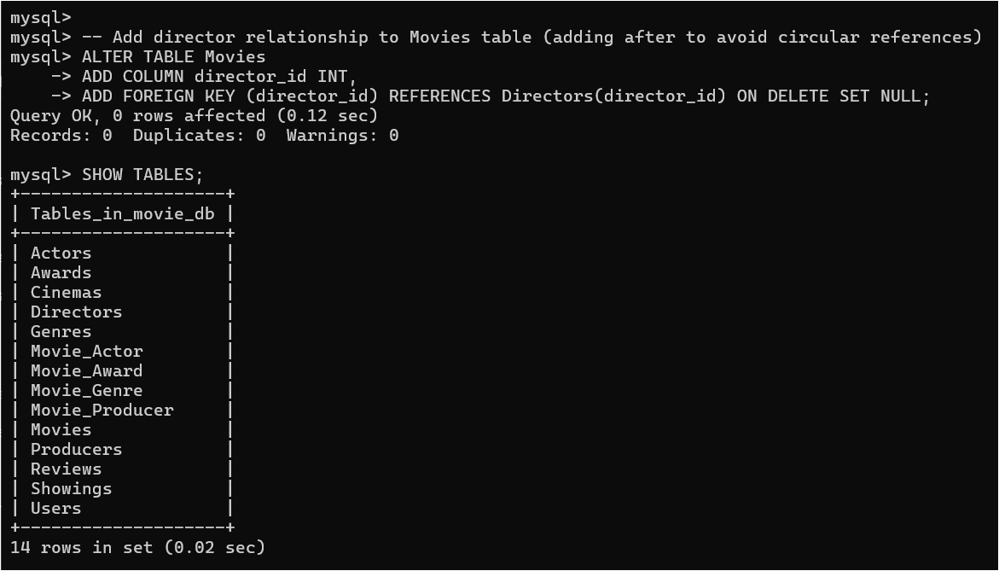 mysql>
mysql> -- Add director relationship to Movies table (adding after to avoid circular references)
mysql> ALTER TABLE Movies
    -> ADD COLUMN director_id INT,
    -> ADD FOREIGN KEY (director_id) REFERENCES Directors(director_id) ON DELETE SET NULL;
Query OK, 0 rows affected (0.12 sec)
Records: 0  Duplicates: 0  Warnings: 0

mysql> SHOW TABLES;
+--------------------+
| Tables_in_movie_db |
+--------------------+
| Actors             |
| Awards             |
| Cinemas            |
| Directors          |
| Genres             |
| Movie_Actor        |
| Movie_Award        |
| Movie_Genre        |
| Movie_Producer     |
| Movies             |
| Producers          |
| Reviews            |
| Showings           |
| Users              |
+--------------------+
14 rows in set (0.02 sec)